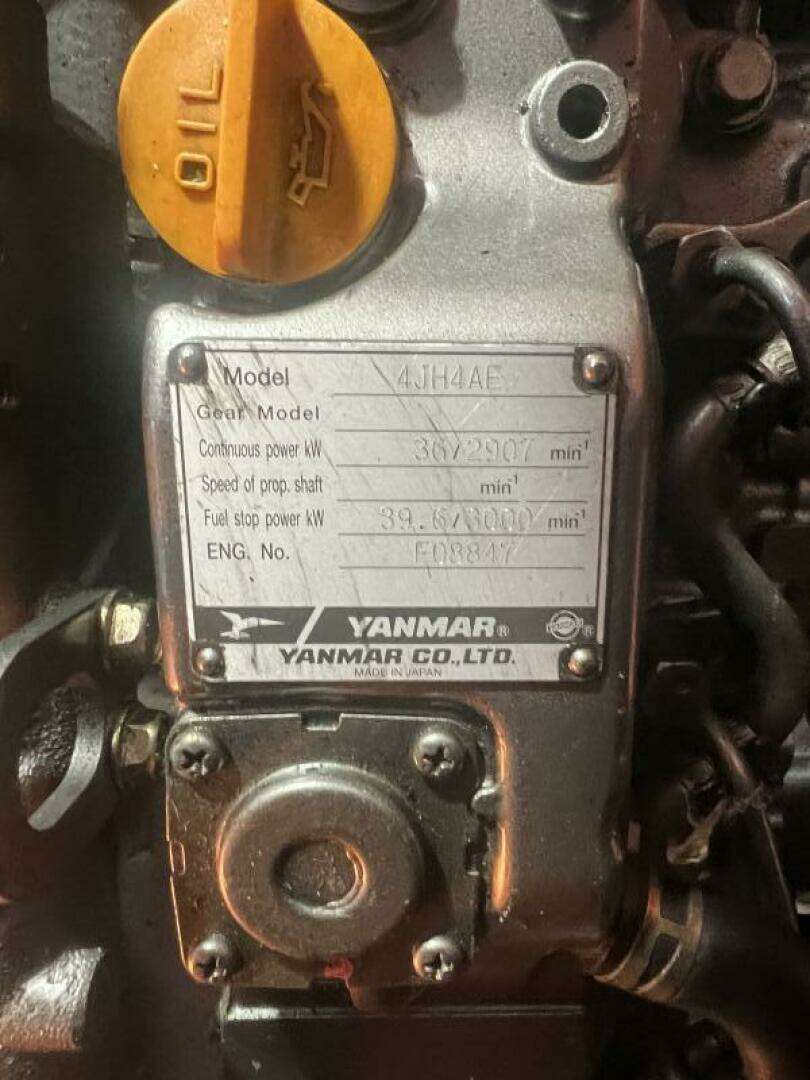 OIL
Model 4JH4AE
Gear Model
Continuous power kW 36/2907 min⁻¹
Speed of prop. shaft min⁻¹
Fuel stop power kW 39.6/3000 min⁻¹
ENG. No. E08847
YANMAR®
®
YANMAR CO.,LTD.
MADE IN JAPAN